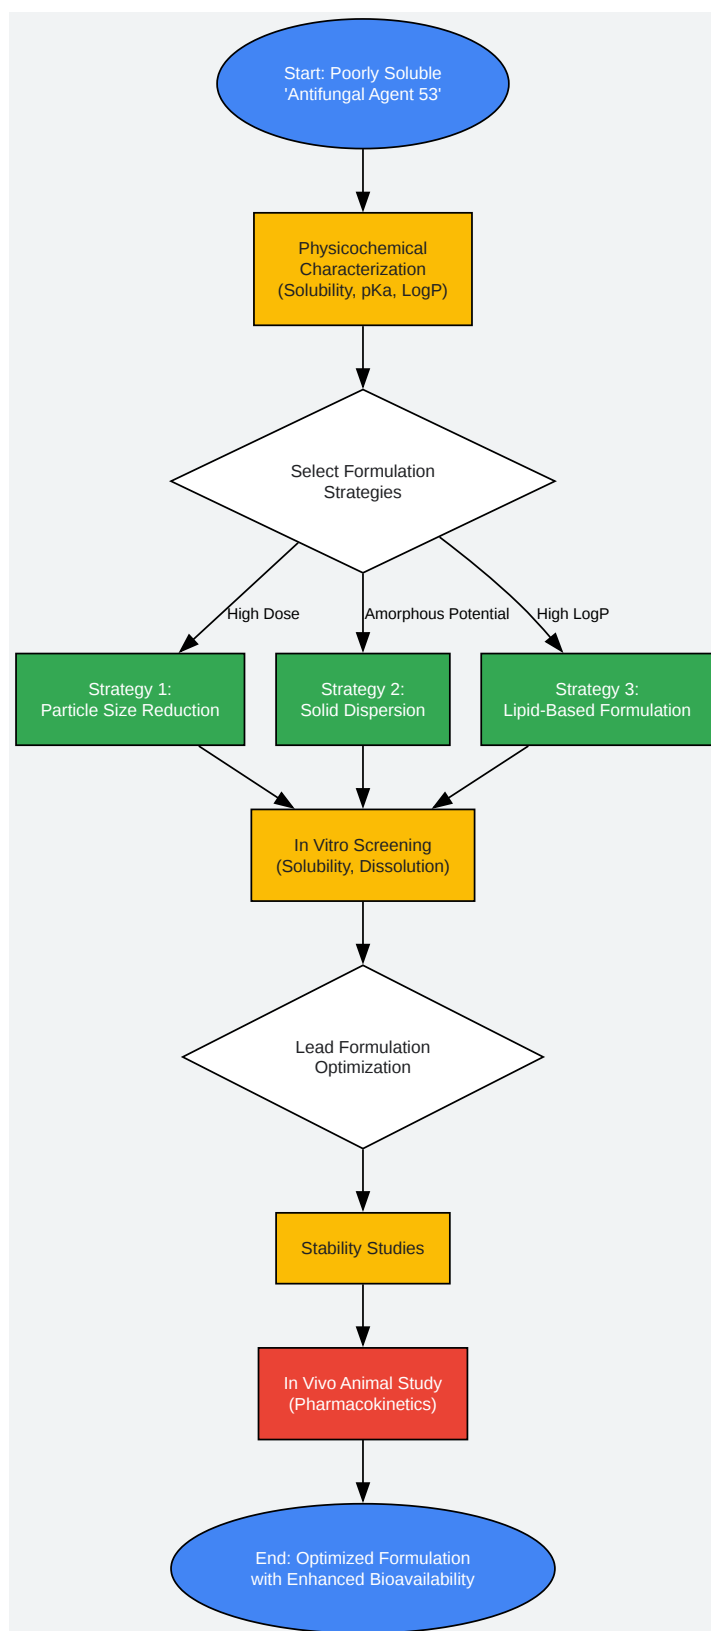 Start: Poorly Soluble
'Antifungal Agent 53'
Physicochemical
Characterization
(Solubility, pKa, LogP)
Select Formulation
Strategies
High Dose
Amorphous Potential
High LogP
Strategy 1:
Particle Size Reduction
Strategy 2:
Solid Dispersion
Strategy 3:
Lipid-Based Formulation
In Vitro Screening
(Solubility, Dissolution)
Lead Formulation
Optimization
Stability Studies
In Vivo Animal Study
(Pharmacokinetics)
End: Optimized Formulation
with Enhanced Bioavailability